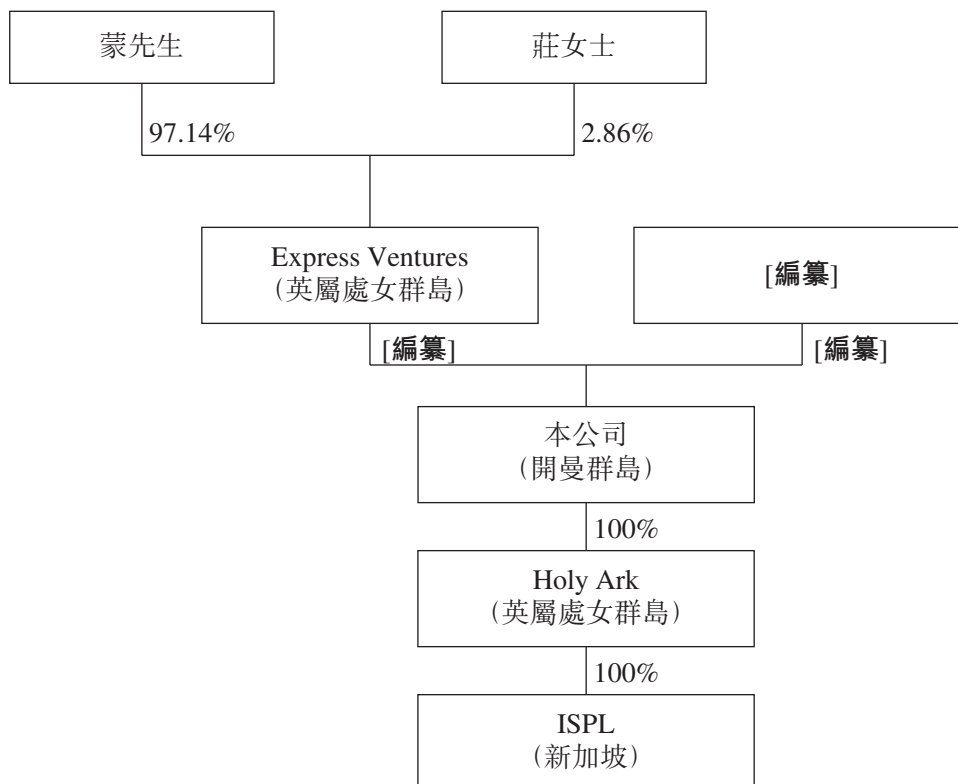 蒙先生
莊女士
97.14%
2.86%
Express Ventures
（英屬處女群島）
[編纂]
[編纂]
[編纂]
本公司
（開曼群島）
100%
Holy Ark
（英屬處女群島）
100%
ISPL
（新加坡）